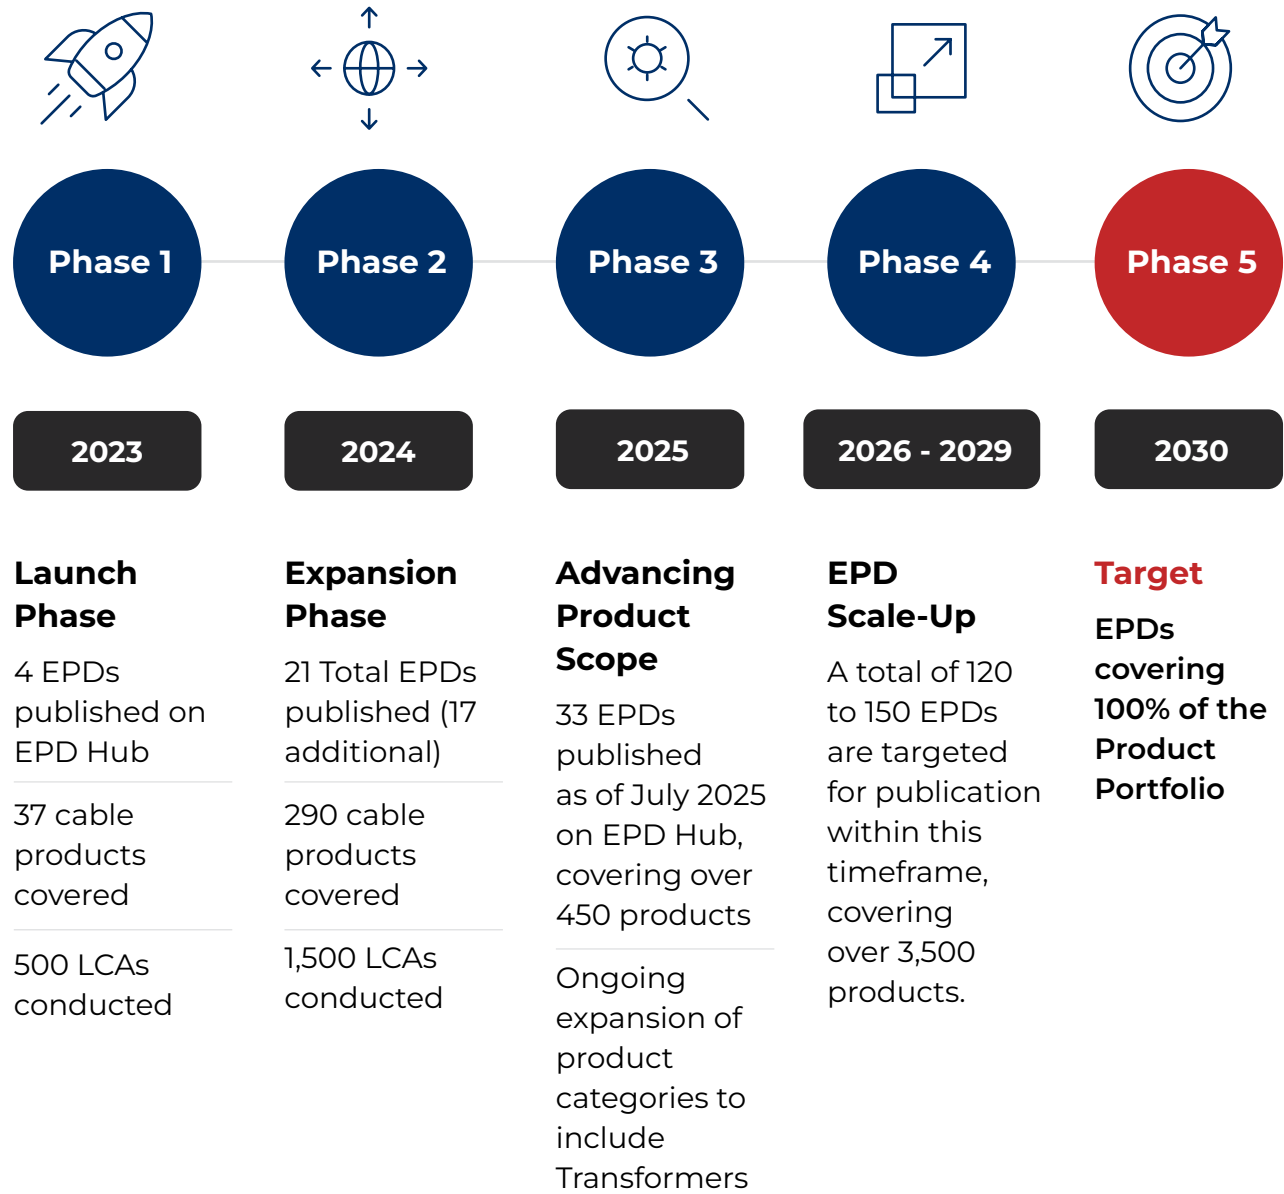 Phase 1
Phase 2
Phase 3
Phase 4
Phase 5
2023
2024
2025
2026 - 2029
2030
Launch
Phase
4 EPDs
published on
EPD Hub
37 cable
products
covered
500 LCAs
conducted
Expansion
Phase
21 Total EPDs
published (17
additional)
290 cable
products
covered
1,500 LCAs
conducted
Advancing
Product
Scope
33 EPDs
published
as of July 2025
on EPD Hub,
covering over
450 products
Ongoing
expansion of
product
categories to
include
Transformers
EPD
Scale-Up
A total of 120
to 150 EPDs
are targeted
for publication
within this
timeframe,
covering
over 3,500
products.
Target
EPDs
covering
100% of the
Product
Portfolio